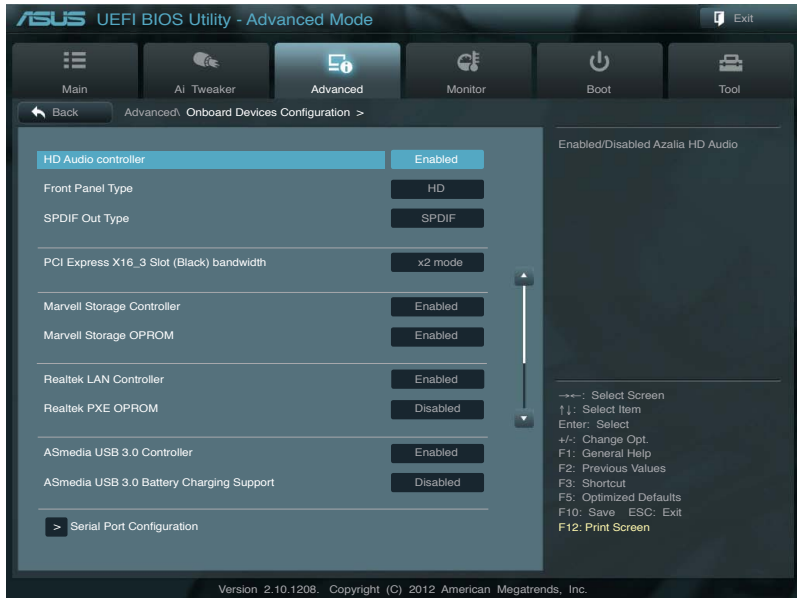 ASUS UEFI BIOS Utility - Advanced Mode
Exit
Main
Ai Tweaker
Advanced
Monitor
Boot
Tool
Back
Advanced\ Onboard Devices Configuration >
HD Audio controller Enabled
Front Panel Type HD
SPDIF Out Type SPDIF
PCI Express X16_3 Slot (Black) bandwidth x2 mode
Marvell Storage Controller Enabled
Marvell Storage OPROM Enabled
Realtek LAN Controller Enabled
Realtek PXE OPROM Disabled
ASmedia USB 3.0 Controller Enabled
ASmedia USB 3.0 Battery Charging Support Disabled
> Serial Port Configuration
Enabled/Disabled Azalia HD Audio
→←: Select Screen
↑↓: Select Item
Enter: Select
+/-: Change Opt.
F1: General Help
F2: Previous Values
F3: Shortcut
F5: Optimized Defaults
F10: Save ESC: Exit
F12: Print Screen
Version 2.10.1208. Copyright (C) 2012 American Megatrends, Inc.